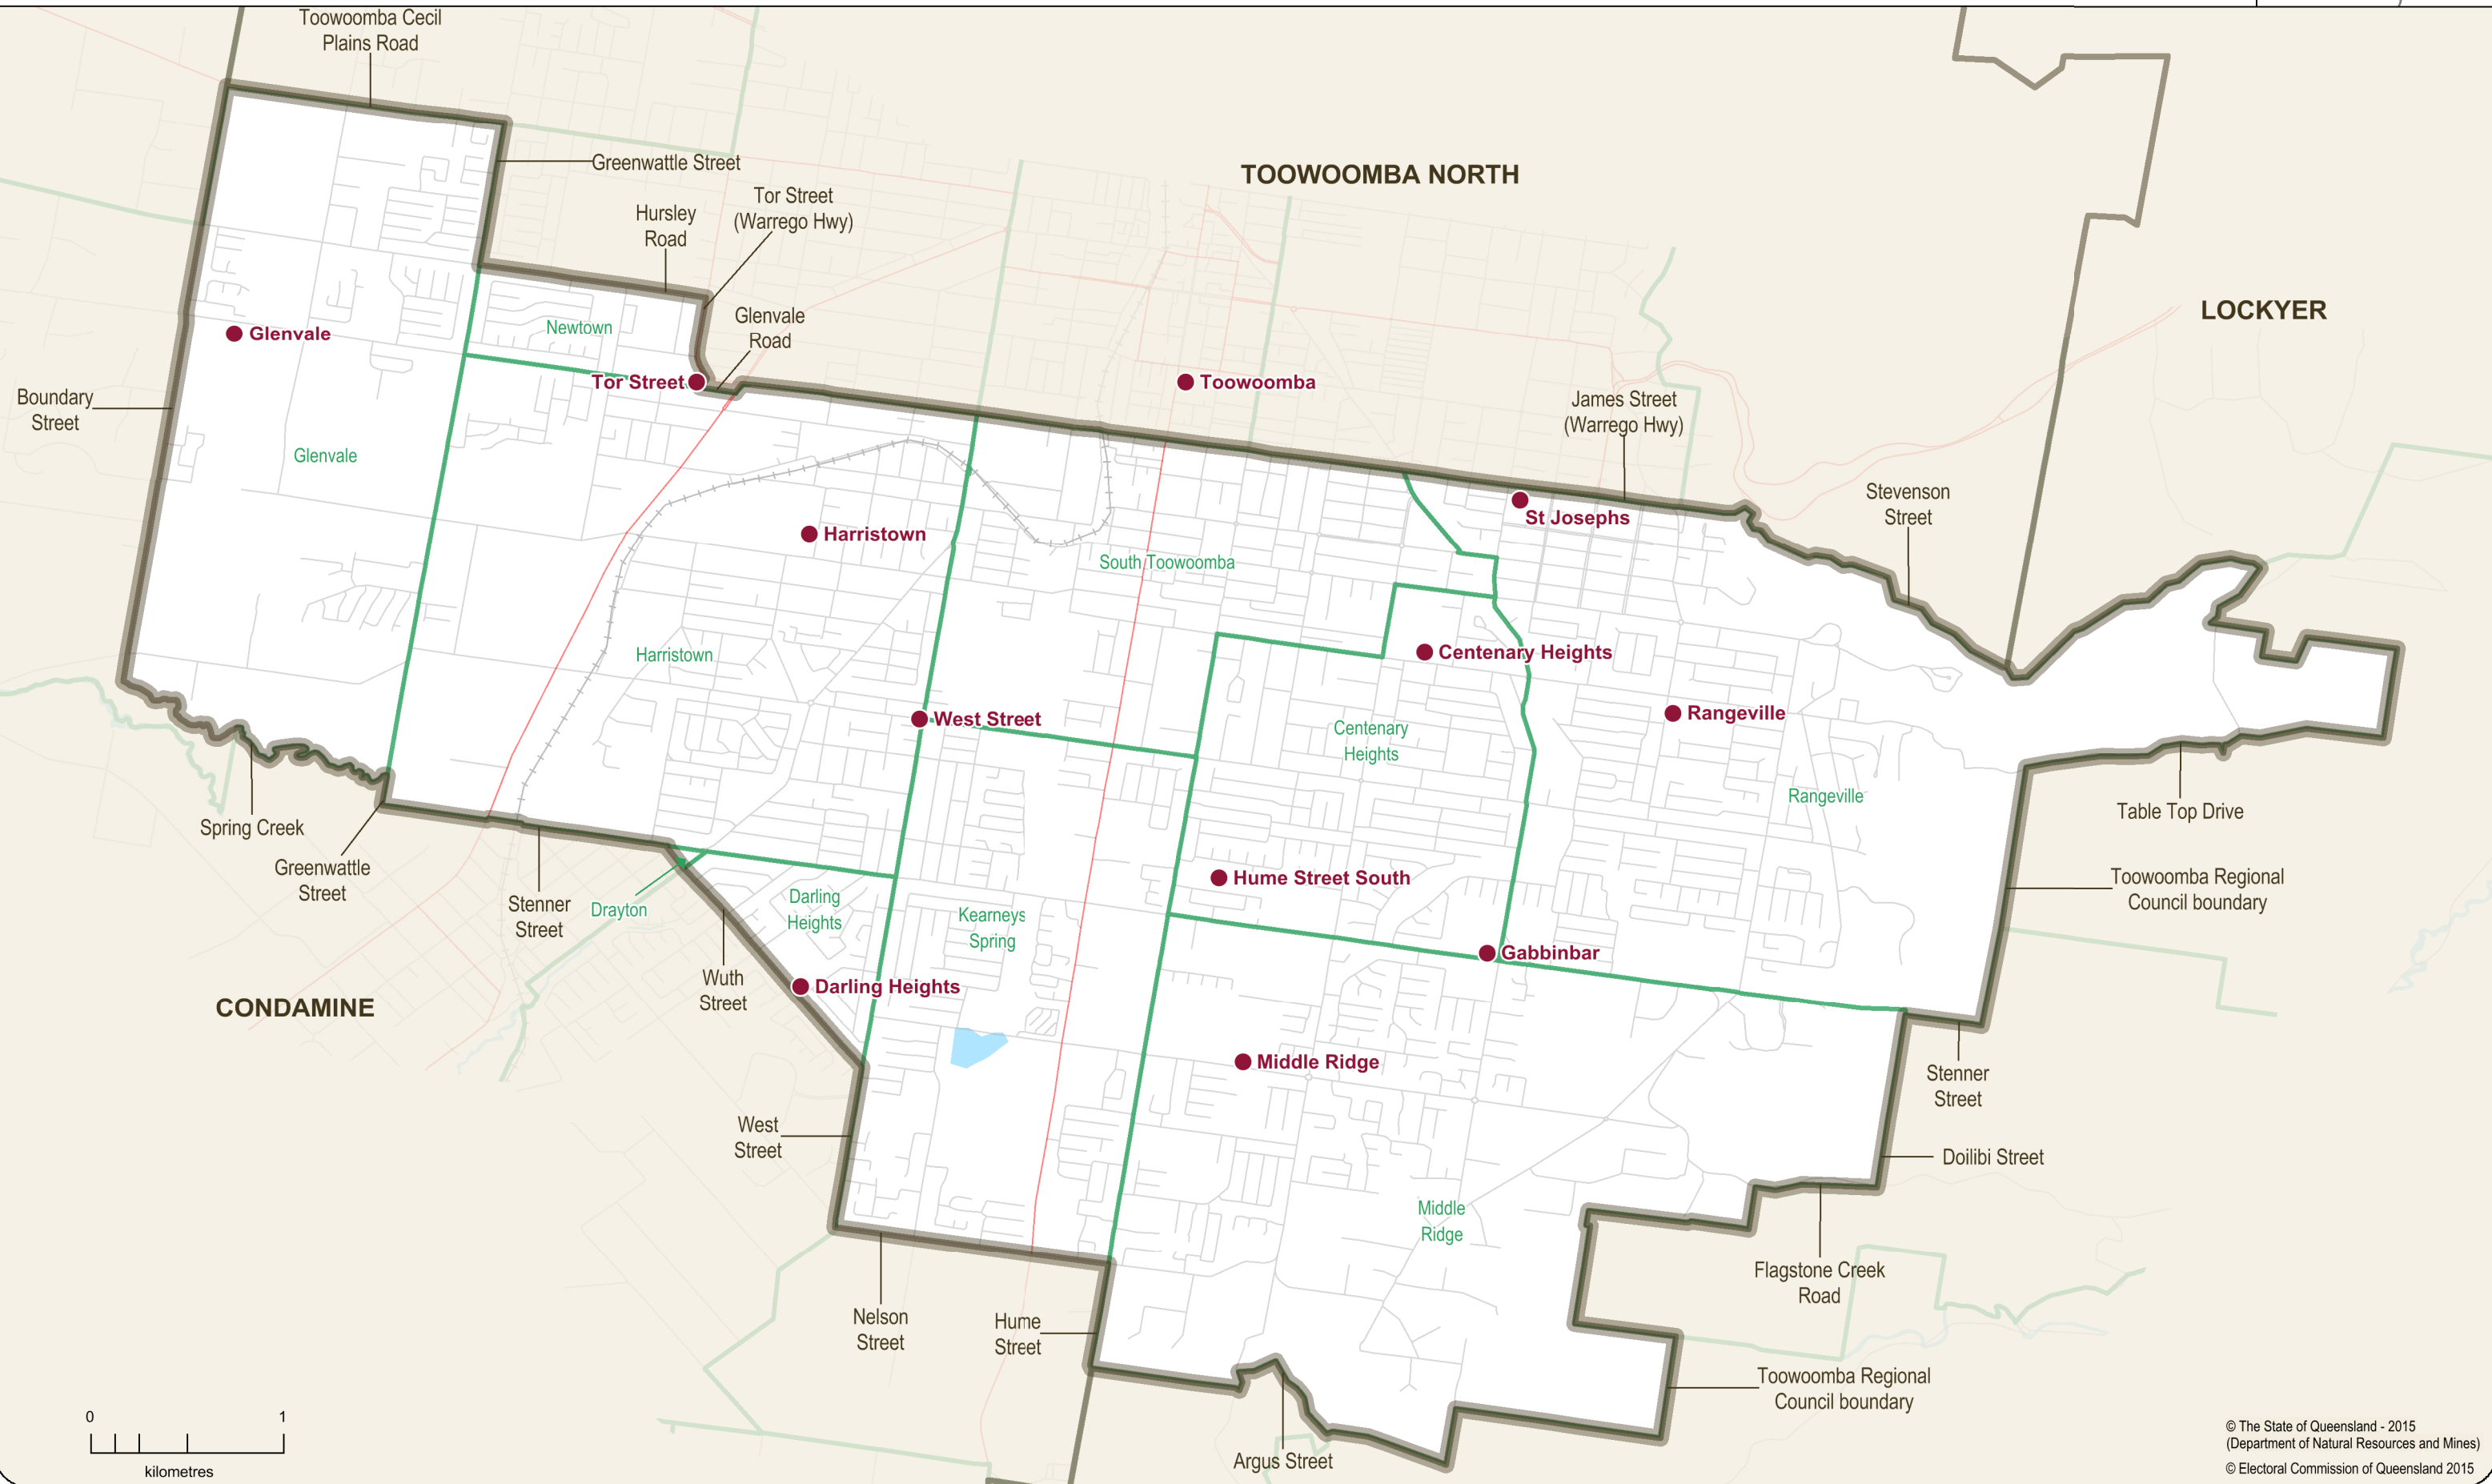 Toowoomba Cecil
Plains Road
Greenwattle Street
TOOWOOMBA NORTH
Tor Street
(Warrego Hwy)
Hursley
Road
LOCKYER
Glenvale
Road
Newtown
Glenvale
Tor Street
Toowoomba
Boundary
Street
James Street
(Warrego Hwy)
Glenvale
Stevenson
Street
St Josephs
Harristown
South Toowoomba
Harristown
Centenary Heights
West Street
Rangeville
Centenary
Heights
Rangeville
Table Top Drive
Spring Creek
Greenwattle
Street
Hume Street South
Toowoomba Regional
Council boundary
Darling
Heights
Stenner
Street
Drayton
Kearneys
Spring
Gabbinbar
Wuth
Street
Darling Heights
CONDAMINE
Middle Ridge
Stenner
Street
West
Street
Doilibi Street
Middle
Ridge
Flagstone Creek
Road
Nelson
Street
Hume
Street
Toowoomba Regional
Council boundary
Argus Street
0 1
kilometres
© The State of Queensland - 2015
(Department of Natural Resources and Mines)
© Electoral Commission of Queensland 2015